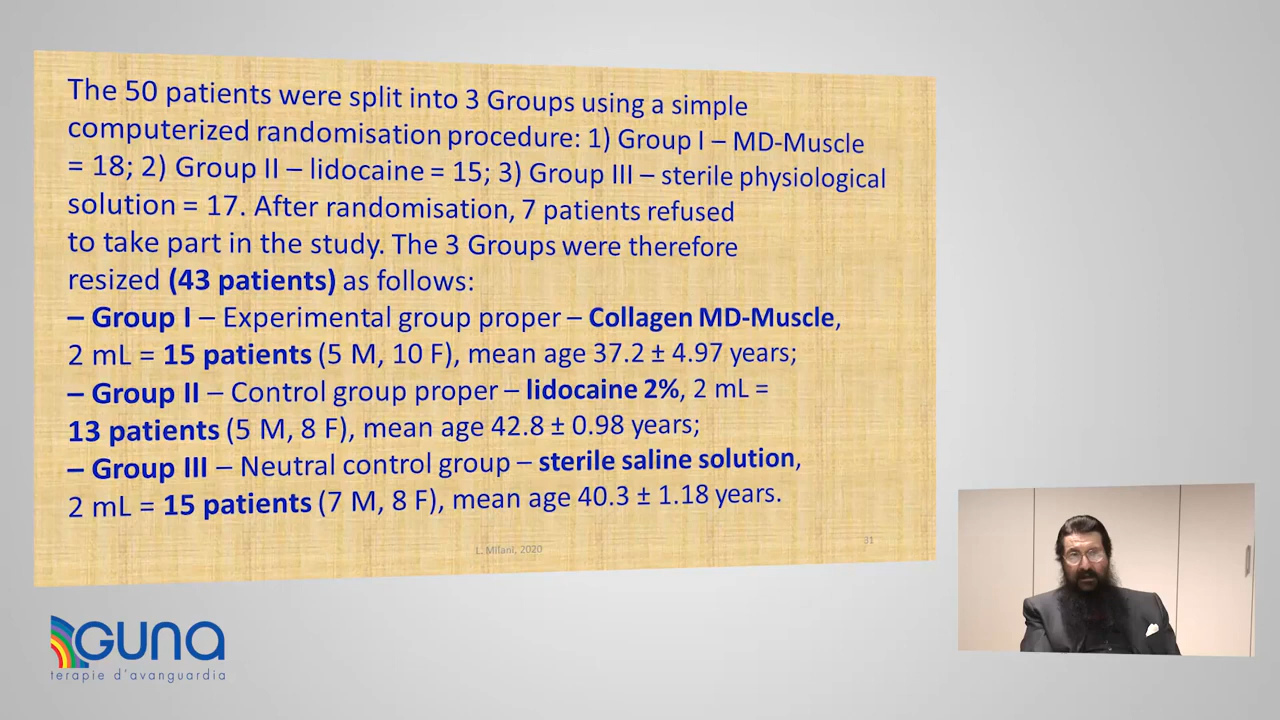 The 50 patients were split into 3 Groups using a simple
computerized randomisation procedure: 1) Group I – MD-Muscle
= 18; 2) Group II – lidocaine = 15; 3) Group III – sterile physiological
solution = 17. After randomisation, 7 patients refused
to take part in the study. The 3 Groups were therefore
resized (43 patients) as follows:
– Group I – Experimental group proper – Collagen MD-Muscle,
2 mL = 15 patients (5 M, 10 F), mean age 37.2 ± 4.97 years;
– Group II – Control group proper – lidocaine 2%, 2 mL =
13 patients (5 M, 8 F), mean age 42.8 ± 0.98 years;
– Group III – Neutral control group – sterile saline solution,
2 mL = 15 patients (7 M, 8 F), mean age 40.3 ± 1.18 years.
L. Milani, 2020
31
GUNA
terapie d'avanguardia